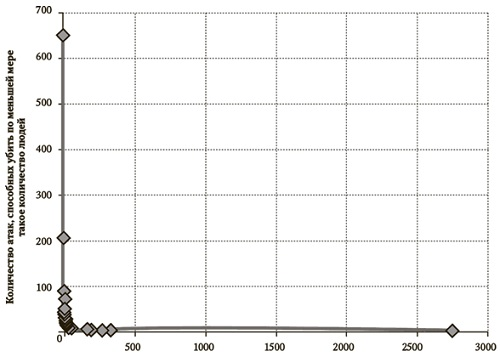 Количество атак, способных убить по меньшей мере
такое количество людей
700
600
500
400
300
200
100
0
0 500 1000 1500 2000 2500 3000